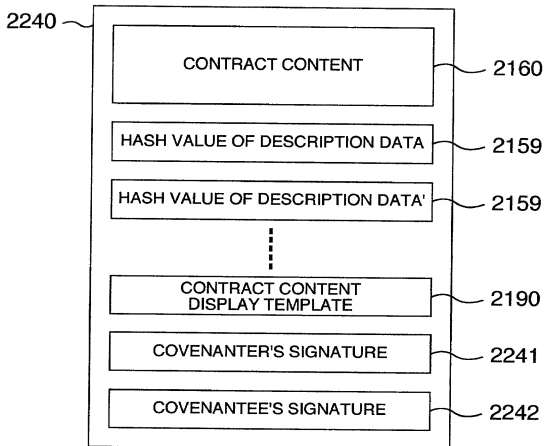 2240
CONTRACT CONTENT
2160
HASH VALUE OF DESCRIPTION DATA
2159
HASH VALUE OF DESCRIPTION DATA'
2159
CONTRACT CONTENT
DISPLAY TEMPLATE
2190
COVENANTER'S SIGNATURE
2241
COVENANTEE'S SIGNATURE
2242